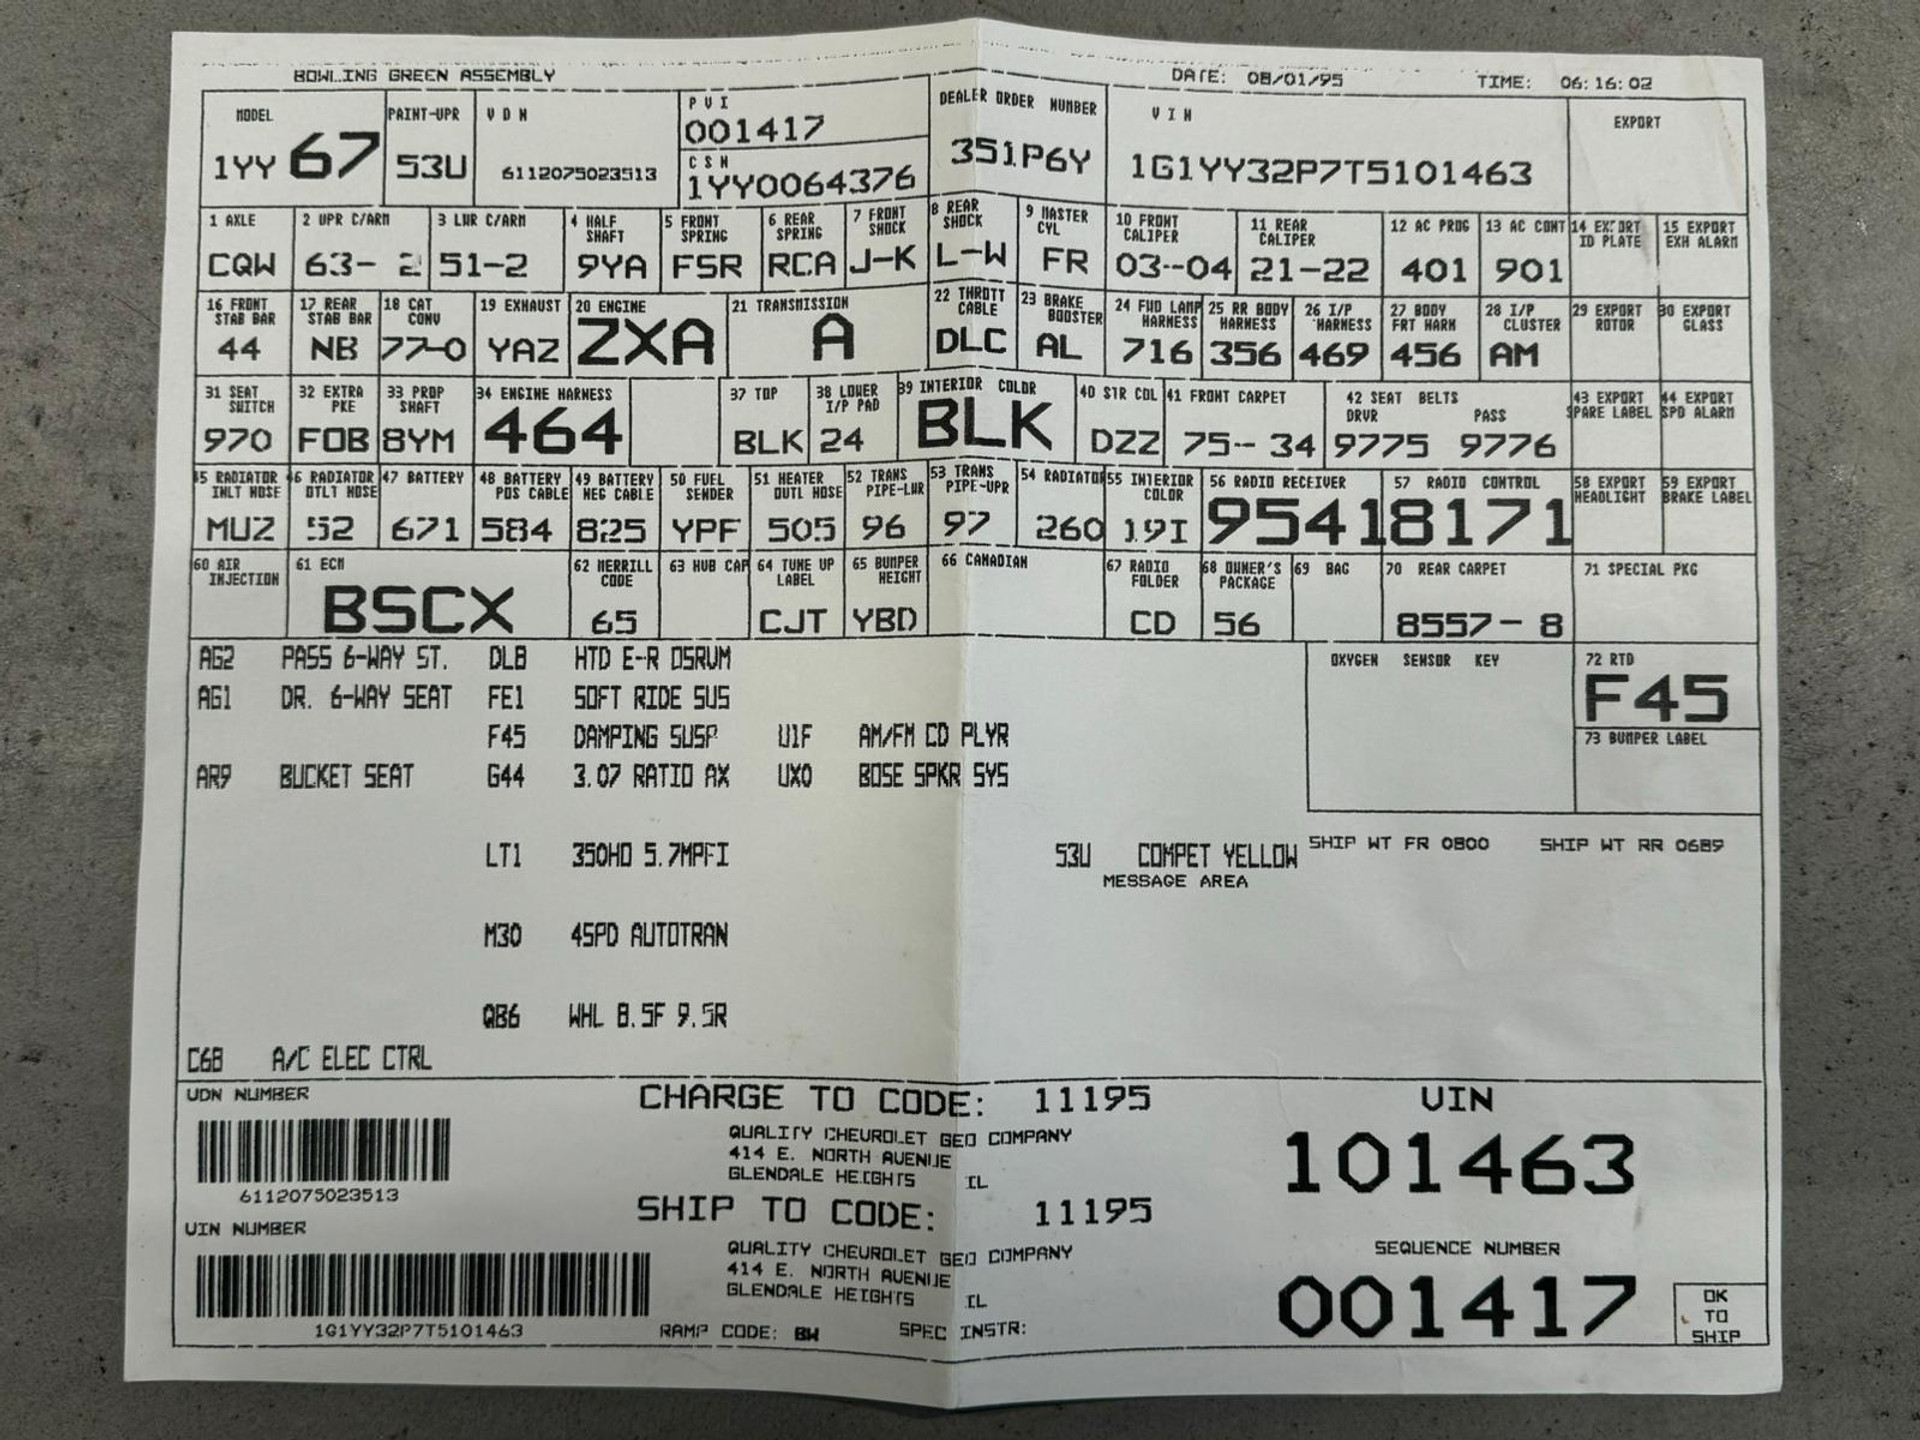 BOWLING GREEN ASSEMBLY DATE: 08/01/95 TIME: 06:16:02
MODEL PAINT-UPR VDN PVI DEALER ORDER NUMBER VIN EXPORT
1YY 67 53U 6112075023513 001417 351P6Y 1G1YY32P7T5101463
CSN
1YY0064376
1 AXLE 2 UPR C/ARM 3 LWR C/ARM 4 HALF SHAFT 5 FRONT SPRING 6 REAR SPRING 7 FRONT SHOCK 8 REAR SHOCK 9 MASTER CYL 10 FRONT CALIPER 11 REAR CALIPER 12 AC PROG 13 AC CONT 14 EXPORT ID PLATE 15 EXPORT EXH ALARM
CQW 63- 2 51-2 9YA FSR RCA J-K L-W FR 03-04 21-22 401 901
16 FRONT STAB BAR 17 REAR STAB BAR 18 CAT CONV 19 EXHAUST 20 ENGINE 21 TRANSMISSION 22 THROTT CABLE 23 BRAKE BOOSTER 24 FWD LAMP HARNESS 25 RR BODY HARNESS 26 I/P HARNESS 27 BODY FRT HARN 28 I/P CLUSTER 29 EXPORT ROTOR 30 EXPORT GLASS
44 NB 77-0 YAZ ZXA A DLC AL 716 356 469 456 AM
31 SEAT SWITCH 32 EXTRA PKE 33 PROP SHAFT 34 ENGINE HARNESS 37 TOP 38 LOWER I/P PAD 39 INTERIOR COLOR 40 STR COL 41 FRONT CARPET 42 SEAT BELTS DRVR PASS 43 EXPORT SPARE LABEL 44 EXPORT SPD ALARM
970 FOB 8YM 464 BLK 24 BLK DZZ 75-34 9775 9776
45 RADIATOR INLT HOSE 46 RADIATOR OTLT HOSE 47 BATTERY 48 BATTERY POS CABLE 49 BATTERY NEG CABLE 50 FUEL SENDER 51 HEATER OUTL HOSE 52 TRANS PIPE-LWR 53 TRANS PIPE-UPR 54 RADIATOR 55 INTERIOR COLOR 56 RADIO RECEIVER 57 RADIO CONTROL 58 EXPORT HEADLIGHT 59 EXPORT BRAKE LABEL
MUZ 52 671 584 825 YPF 505 96 97 260 19I 9541 8171
60 AIR INJECTION 61 ECM 62 MERRILL CODE 63 HUB CAP 64 TUNE UP LABEL 65 BUMPER HEIGHT 66 CANADIAN 67 RADIO FOLDER 68 OWNER'S PACKAGE 69 BAG 70 REAR CARPET 71 SPECIAL PKG
BSCX 65 CJT YBD CD 56 8557-8
AG2 PASS 6-WAY ST. DL8 HTD E-R OSRVM OXYGEN SENSOR KEY 72 RTD
AG1 DR. 6-WAY SEAT FE1 SOFT RIDE SUS F45
F45 DAMPING SUSP U1F AM/FM CD PLYR 73 BUMPER LABEL
AR9 BUCKET SEAT G44 3.07 RATIO AX UX0 BOSE SPKR SYS
LT1 350HO 5.7MPFI 53U COMPET YELLOW SHIP WT FR 0800 SHIP WT RR 0689
MESSAGE AREA
M30 4SPD AUTOTRAN
QB6 WHL 8.5F 9.5R
C68 A/C ELEC CTRL
VDN NUMBER CHARGE TO CODE: 11195 VIN
QUALITY CHEVROLET GEO COMPANY 101463
414 E. NORTH AVENUE
GLENDALE HEIGHTS IL
6112075023513
SHIP TO CODE: 11195
VIN NUMBER
QUALITY CHEVROLET GEO COMPANY SEQUENCE NUMBER
414 E. NORTH AVENUE 001417
GLENDALE HEIGHTS IL
OK TO SHIP
1G1YY32P7T5101463 RAMP CODE: BW SPEC INSTR: